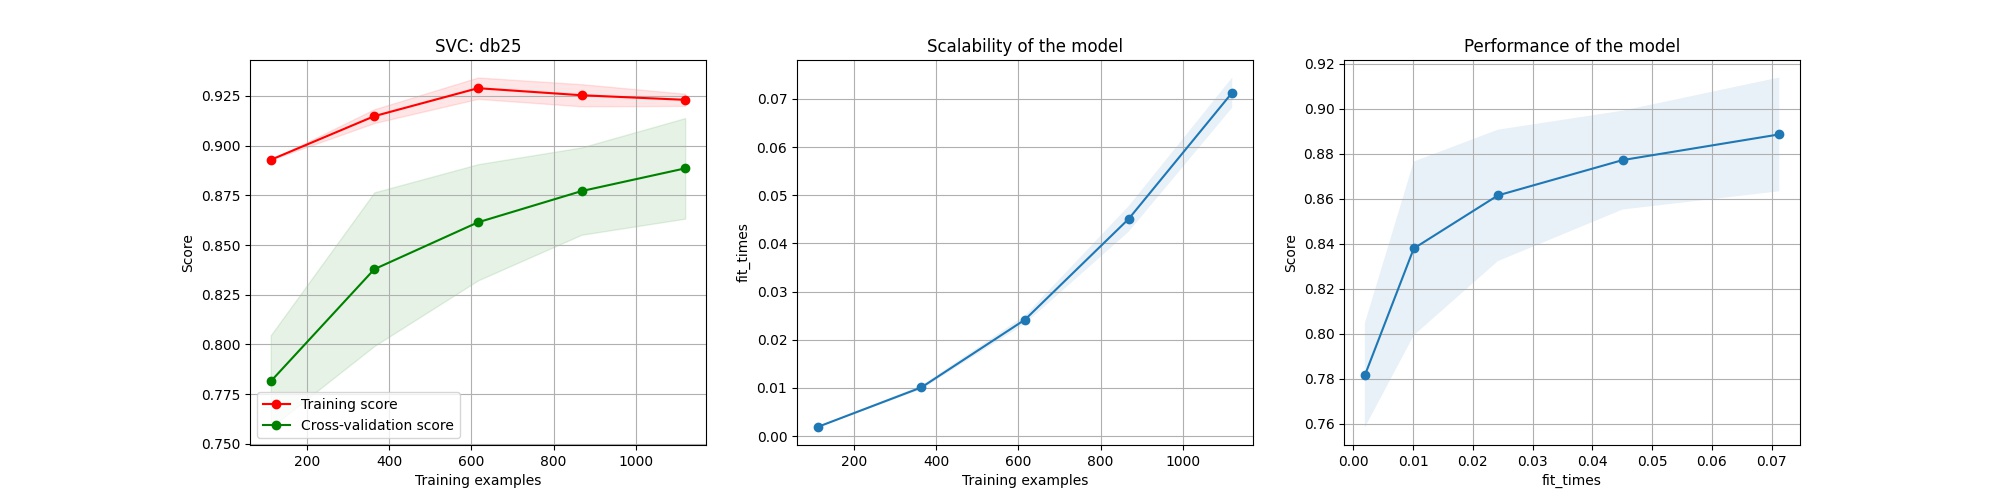 SVC: db25
0.925
0.900
0.875
0.850
0.825
0.800
0.775
0.750
Score
Training score
Cross-validation score
200 400 600 800 1000
Training examples
Scalability of the model
0.07
0.06
0.05
0.04
0.03
0.02
0.01
0.00
fit_times
200 400 600 800 1000
Training examples
Performance of the model
0.92
0.90
0.88
0.86
0.84
0.82
0.80
0.78
0.76
Score
0.00 0.01 0.02 0.03 0.04 0.05 0.06 0.07
fit_times